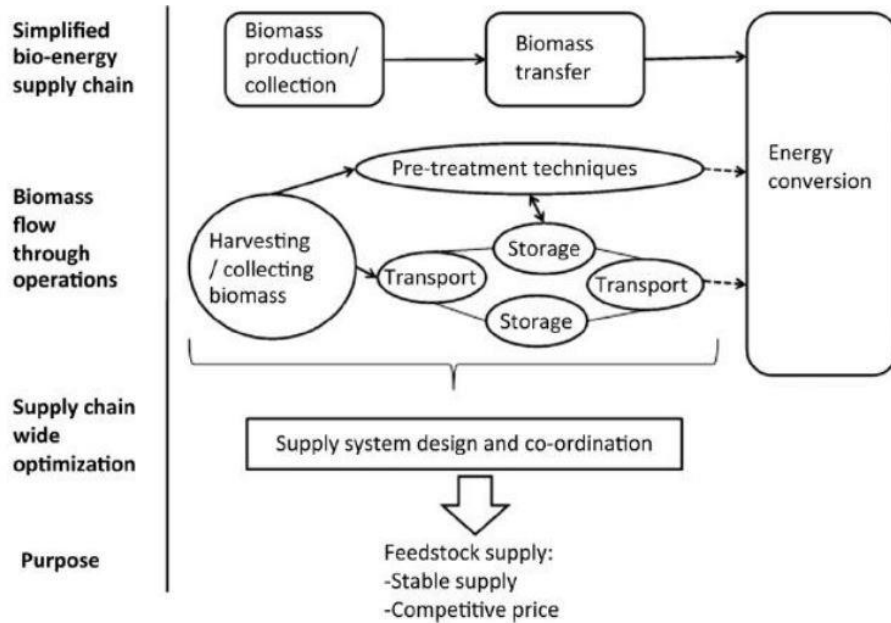 Simplified
bio-energy
supply chain
Biomass
production/
collection
Biomass
transfer
Energy
conversion
Biomass
flow
through
operations
Harvesting
/ collecting
biomass
Pre-treatment techniques
Storage
Transport
Transport
Storage
Supply chain
wide
optimization
Supply system design and co-ordination
Purpose
Feedstock supply:
-Stable supply
-Competitive price